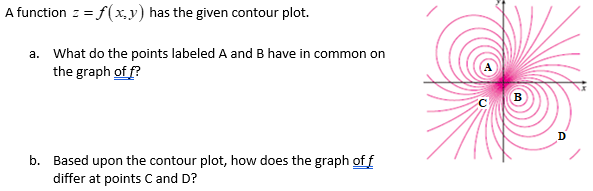 A function z = f(x,y) has the given contour plot.
a. What do the points labeled A and B have in common on
the graph of f?
b. Based upon the contour plot, how does the graph of f
differ at points C and D?
y
A
x
B
C
D